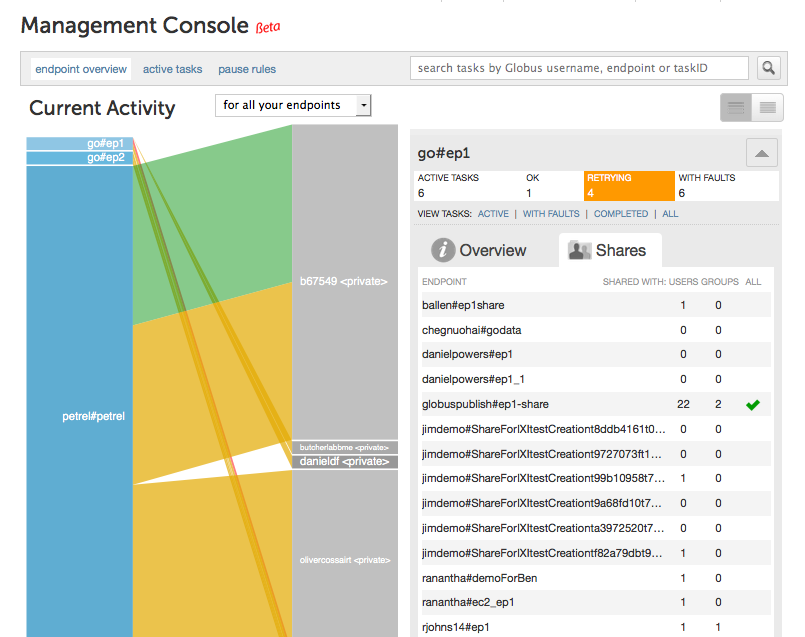 Management Console Beta
endpoint overview active tasks pause rules
search tasks by Globus username, endpoint or taskID
Current Activity
for all your endpoints
go#ep1
go#ep2
petrel#petrel
b67549 <private>
butcherlabbme <private>
danieldf <private>
olivercossairt <private>
go#ep1
ACTIVE TASKS OK RETRYING WITH FAULTS
6 1 4 6
VIEW TASKS: ACTIVE | WITH FAULTS | COMPLETED | ALL
Overview Shares
ENDPOINT SHARED WITH: USERS GROUPS ALL
ballen#ep1share 1 0
chegnuohai#godata 0 0
danielpowers#ep1 0 0
danielpowers#ep1_1 0 0
globuspublish#ep1-share 22 2
jimdemo#ShareForIXItestCreationt8ddb4161t0... 0 0
jimdemo#ShareForIXItestCreationt9727073ft1... 0 0
jimdemo#ShareForIXItestCreationt99b10958t7... 1 0
jimdemo#ShareForIXItestCreationt9a68fd10t7... 0 0
jimdemo#ShareForIXItestCreationta3972520t7... 0 0
jimdemo#ShareForIXItestCreationtf82a79dbt9... 1 0
ranantha#demoForBen 1 0
ranantha#ec2_ep1 1 0
rjohns14#ep1 1 1